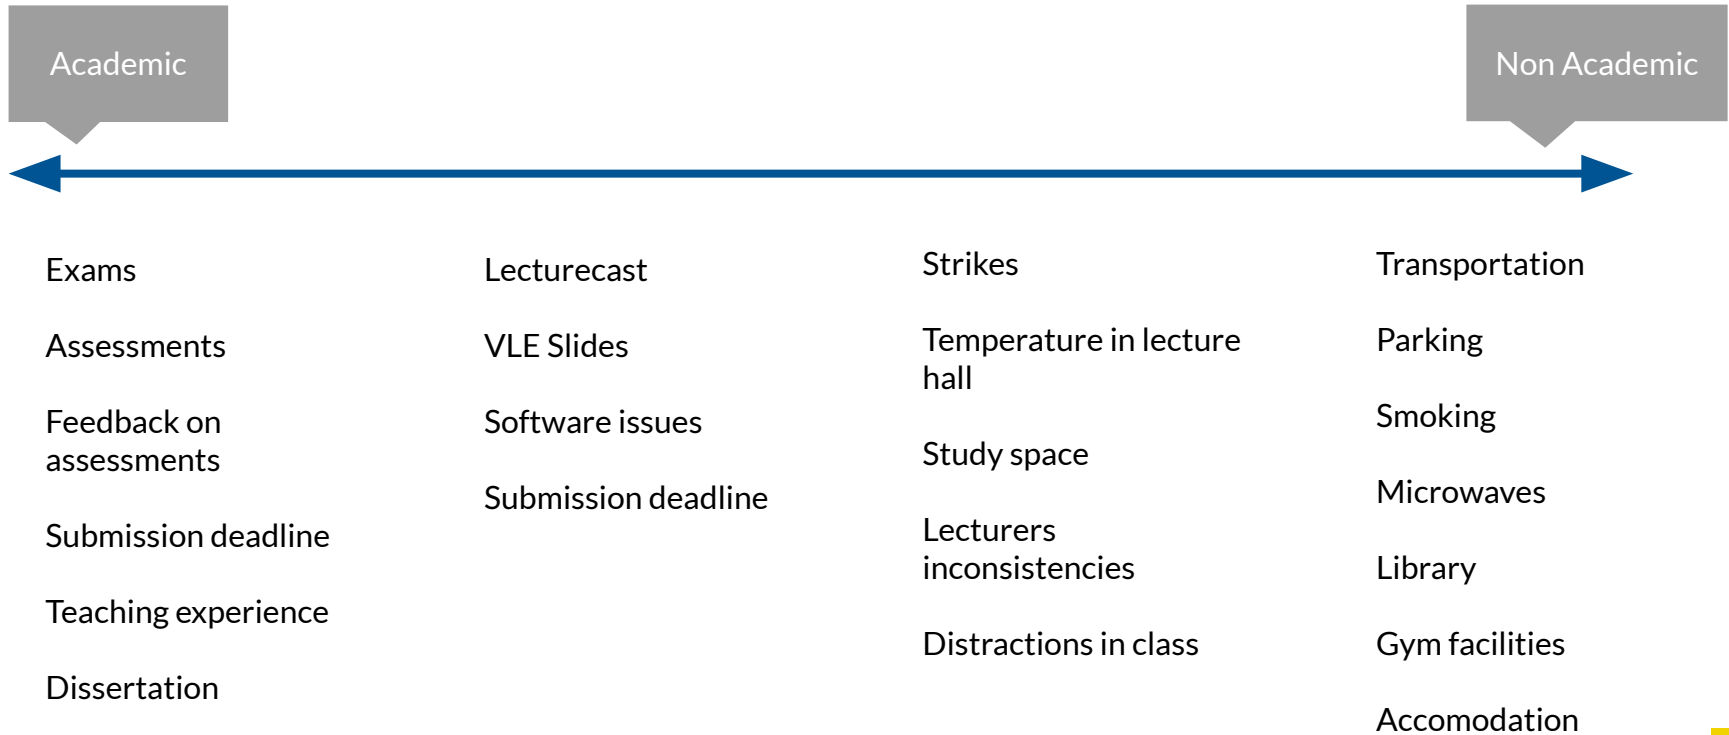 Academic
Non Academic
Exams
Assessments
Feedback on
assessments
Submission deadline
Teaching experience
Dissertation
Lecturecast
VLE Slides
Software issues
Submission deadline
Strikes
Temperature in lecture
hall
Study space
Lecturers
inconsistencies
Distractions in class
Transportation
Parking
Smoking
Microwaves
Library
Gym facilities
Accomodation